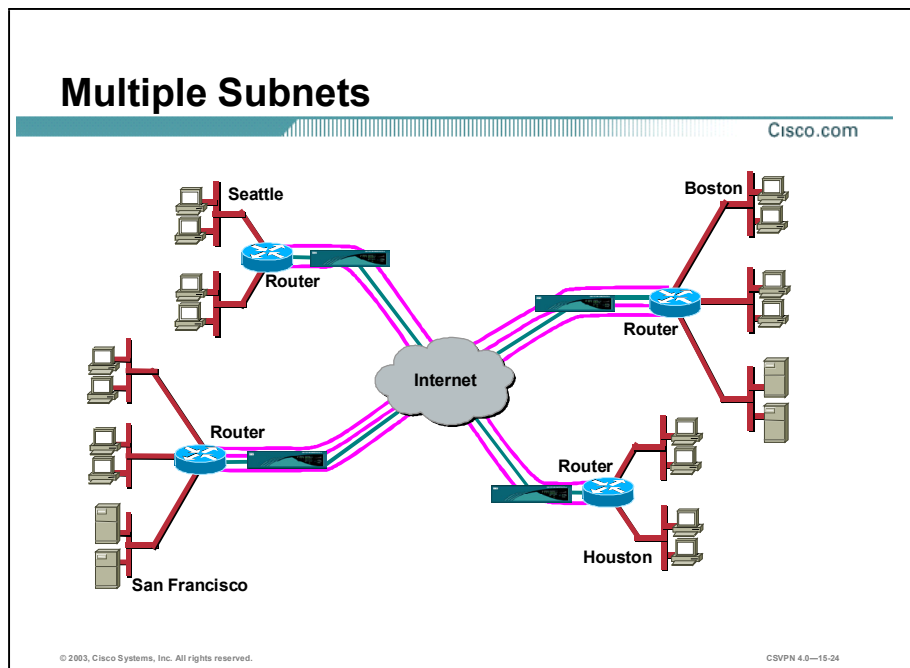 Multiple Subnets
Cisco.com
Seattle
Boston
Router
Router
Internet
Router
Router
Houston
San Francisco
© 2003, Cisco Systems, Inc. All rights reserved.
CSVPN 4.0—15-24